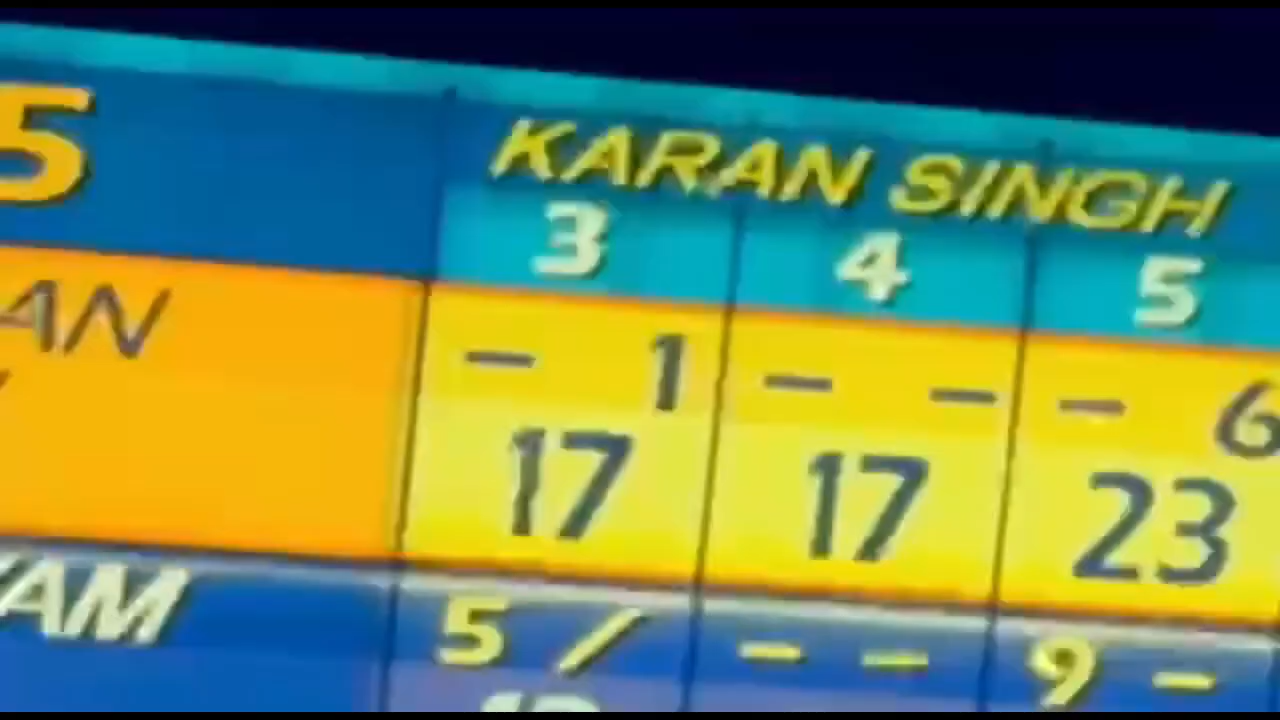 5 KARAN SINGH
3 4 5
AN - 1 - - - 6
17 17 23
AM 5 / - - 9 -